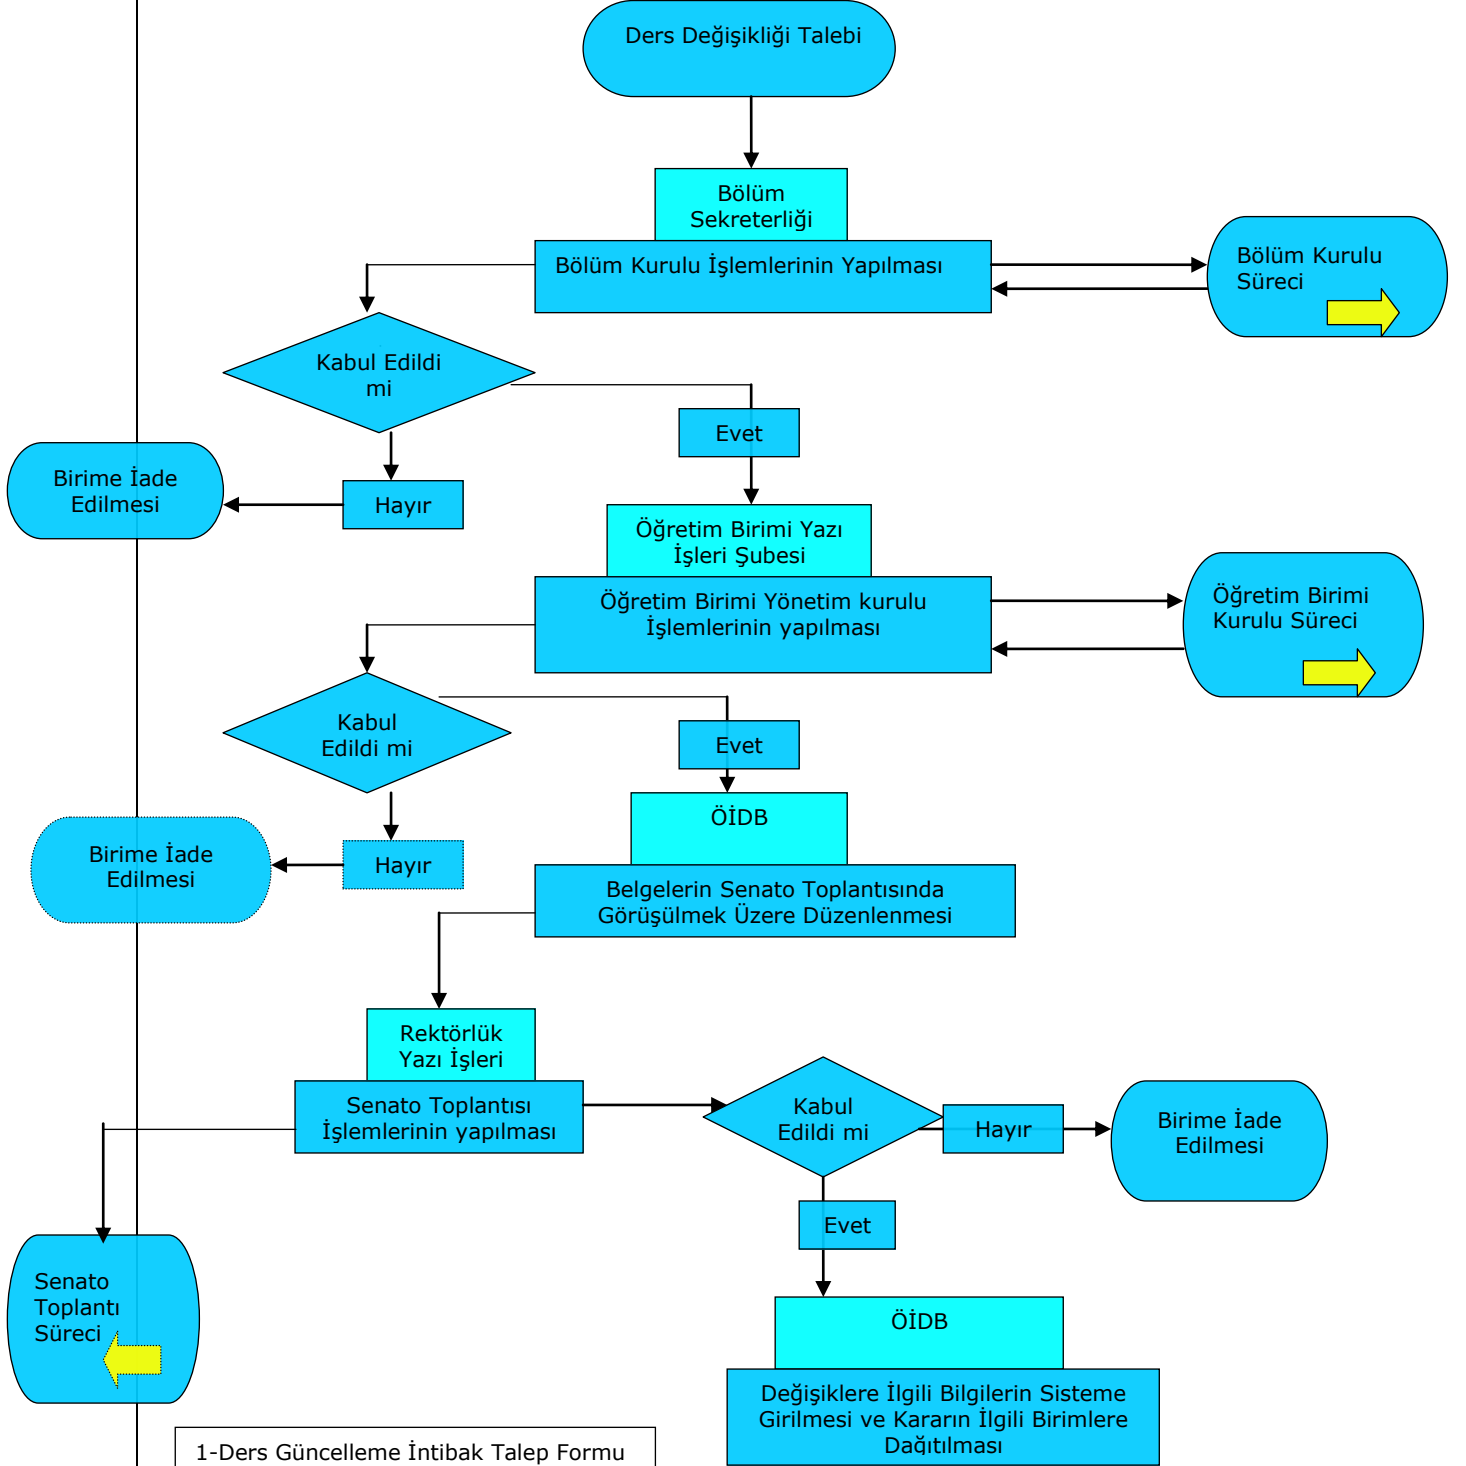 Ders Değişikliği Talebi
Bölüm
Sekreterliği
Bölüm Kurulu İşlemlerinin Yapılması
Bölüm Kurulu
Süreci
Kabul Edildi
mi
Evet
Birime İade
Edilmesi
Hayır
Öğretim Birimi Yazı
İşleri Şubesi
Öğretim Birimi Yönetim kurulu
İşlemlerinin yapılması
Öğretim Birimi
Kurulu Süreci
Kabul
Edildi mi
Evet
ÖİDB
Birime İade
Edilmesi
Hayır
Belgelerin Senato Toplantısında
Görüşülmek Üzere Düzenlenmesi
Rektörlük
Yazı İşleri
Senato Toplantısı
İşlemlerinin yapılması
Kabul
Edildi mi
Hayır
Birime İade
Edilmesi
Evet
Senato
Toplantı
Süreci
ÖİDB
Değişiklere İlgili Bilgilerin Sisteme
Girilmesi ve Kararın İlgili Birimlere
Dağıtılması
1-Ders Güncelleme İntibak Talep Formu